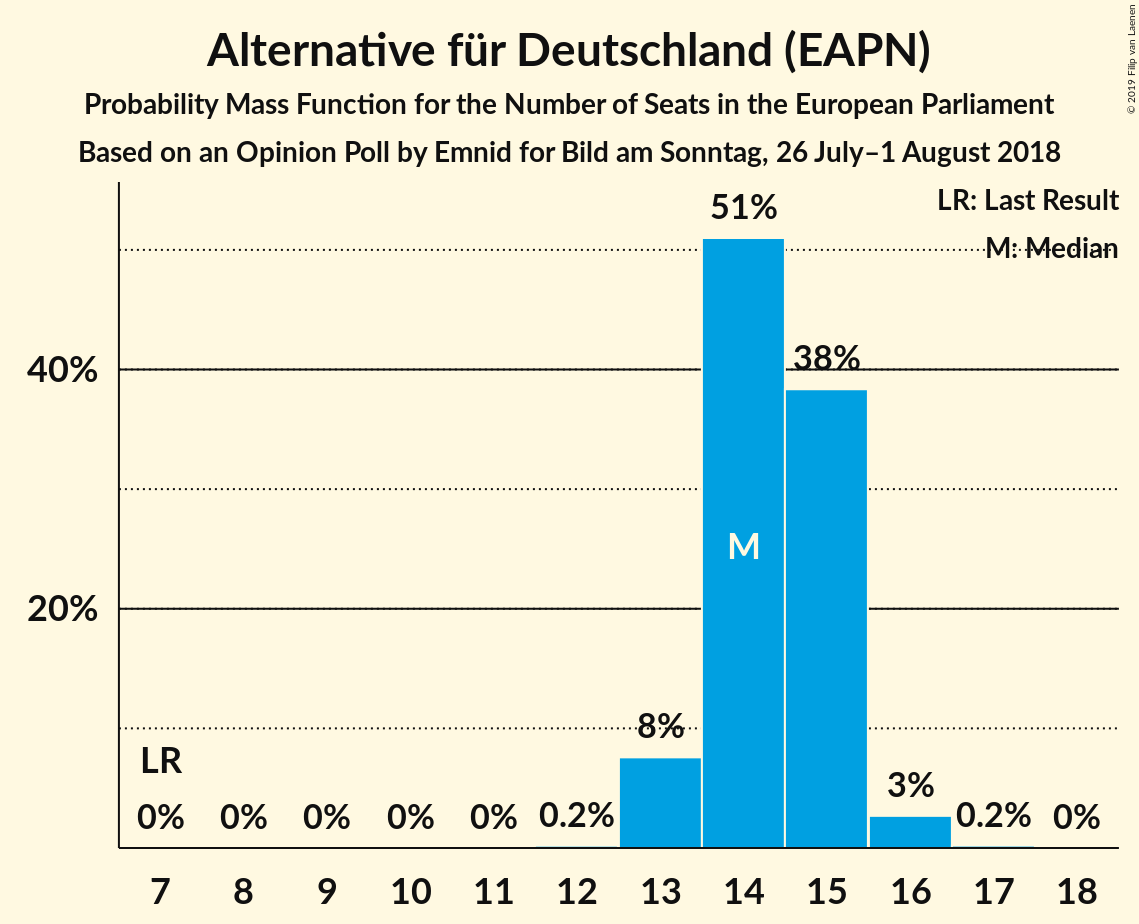 Alternative für Deutschland (EAPN)
Probability Mass Function for the Number of Seats in the European Parliament
Based on an Opinion Poll by Emnid for Bild am Sonntag, 26 July–1 August 2018
© 2019 Filip van Laenen
LR: Last Result
M: Median
51%
40%
38%
M
20%
8%
LR
3%
0% 0% 0% 0% 0% 0.2% 0.2% 0%
7 8 9 10 11 12 13 14 15 16 17 18